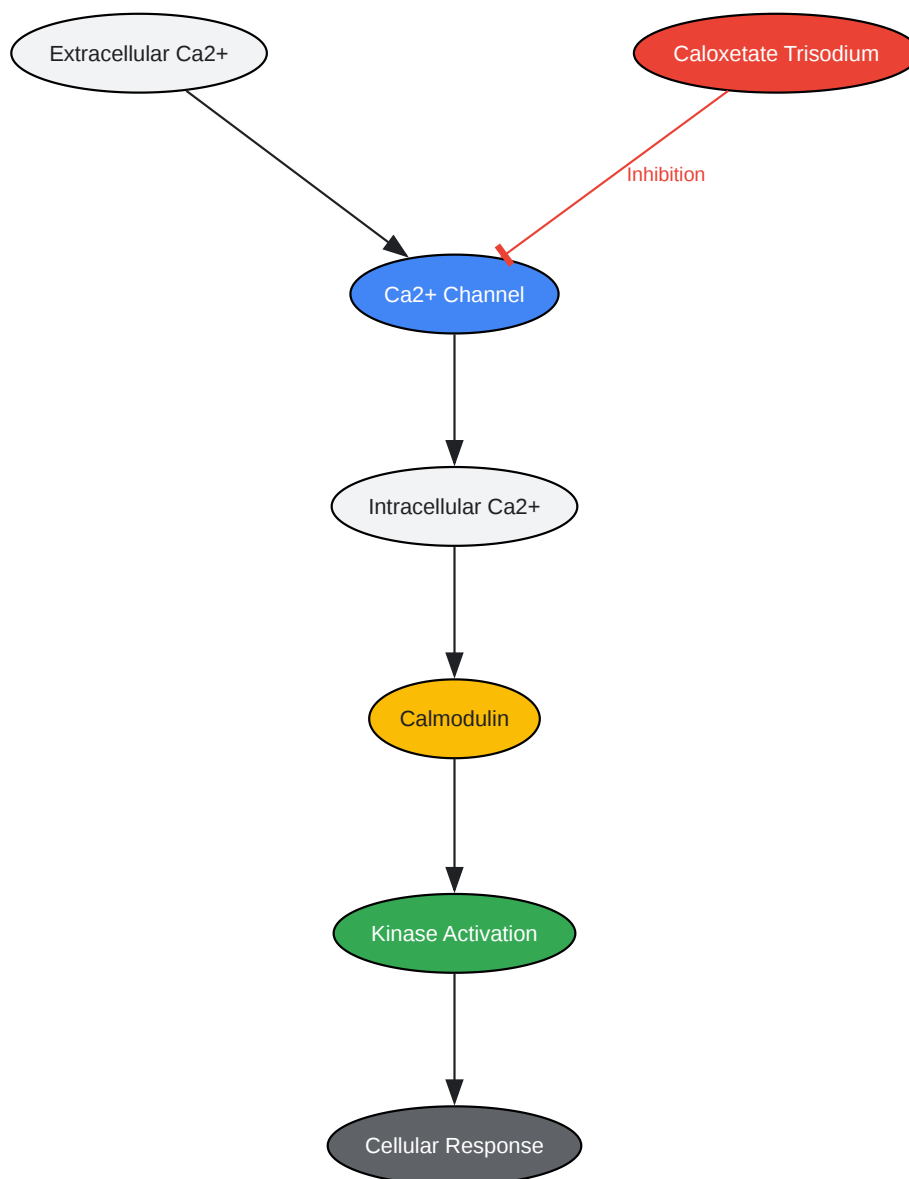 Extracellular Ca2+
Caloxetate Trisodium
Inhibition
Ca2+ Channel
Intracellular Ca2+
Calmodulin
Kinase Activation
Cellular Response